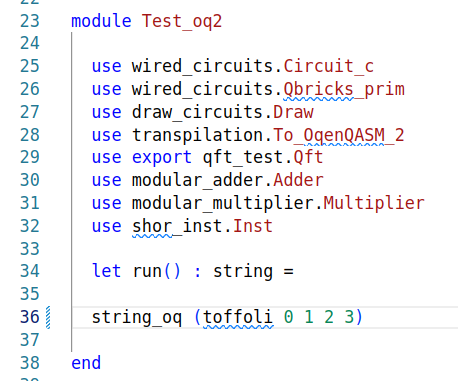 23 module Test_oq2
24
25 use wired_circuits.Circuit_c
26 use wired_circuits.Qbricks_prim
27 use draw_circuits.Draw
28 use transpilation.To_OqenQASM_2
29 use export qft_test.Qft
30 use modular_adder.Adder
31 use modular_multiplier.Multiplier
32 use shor_inst.Inst
33
34 let run() : string =
35
36 string_oq (toffoli 0 1 2 3)
37
38 end